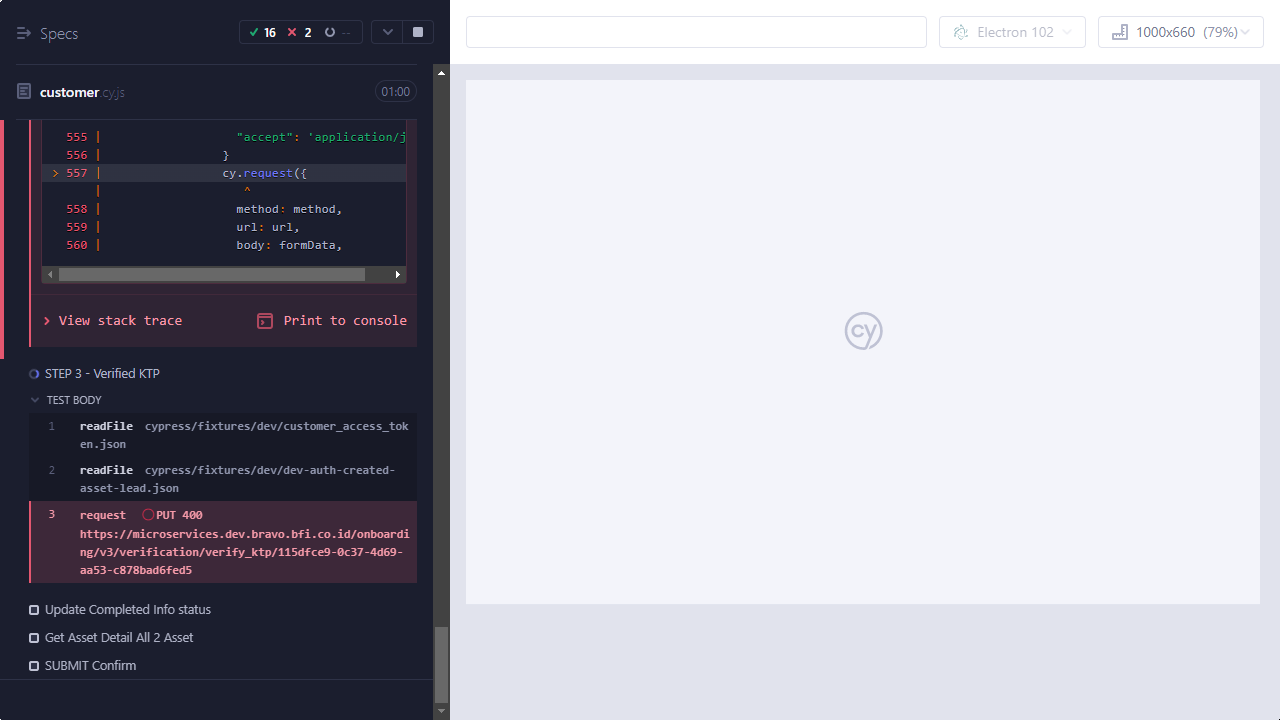 Specs
16
2
--
Electron 102
1000x660 (79%)
customer.cy.js
01:00
555 | "accept": 'application/j
556 | }
> 557 | cy.request({
| ^
558 | method: method,
559 | url: url,
560 | body: formData,
> View stack trace
Print to console
STEP 3 - Verified KTP
TEST BODY
1 readFile cypress/fixtures/dev/customer_access_tok
en.json
2 readFile cypress/fixtures/dev/dev-auth-created-
asset-lead.json
3 request PUT 400
https://microservices.dev.bravo.bfi.co.id/onboardi
ng/v3/verification/verify_ktp/115dfce9-0c37-4d69-
aa53-c878bad6fed5
Update Completed Info status
Get Asset Detail All 2 Asset
SUBMIT Confirm
cy